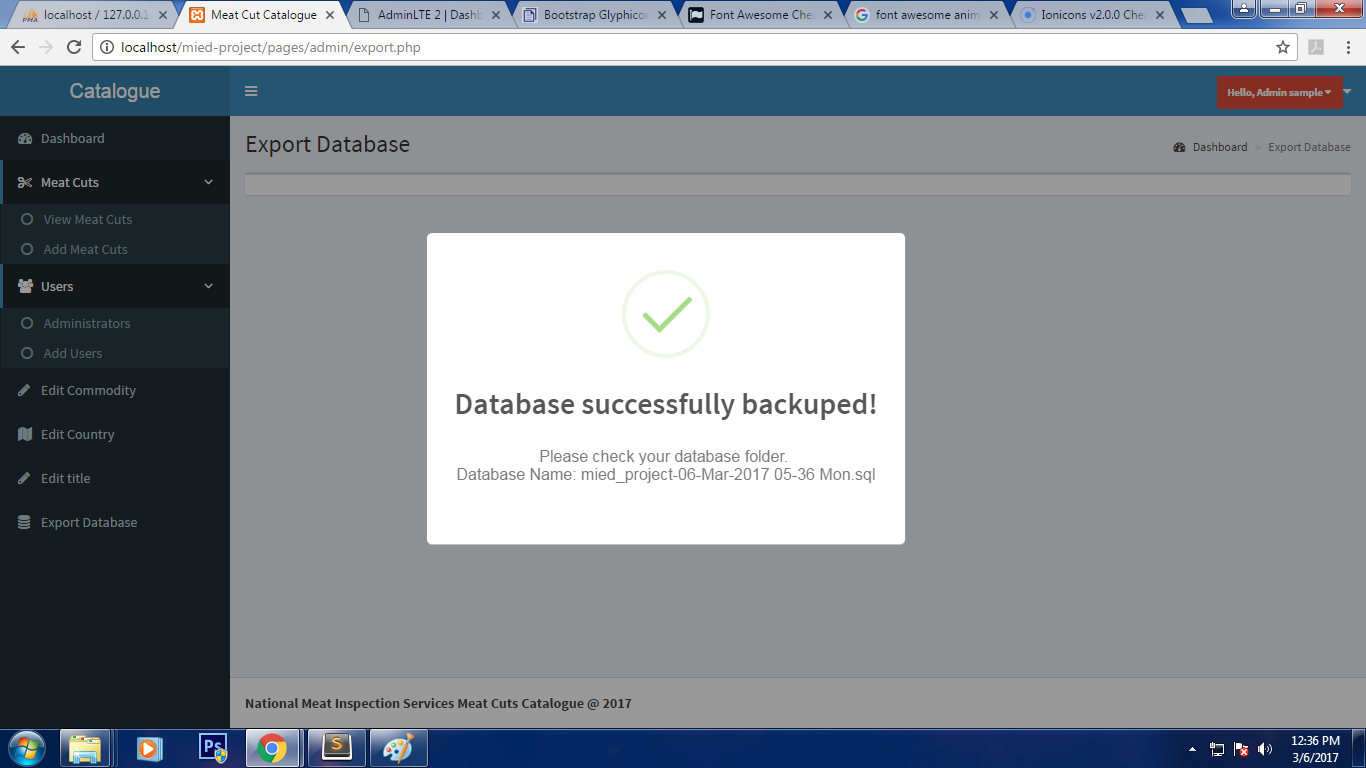 localhost / 127.0.0.1
Meat Cut Catalogue
AdminLTE 2 | Dashb
Bootstrap Glyphicon
Font Awesome Chea
font awesome anim
Ionicons v2.0.0 Chea
localhost/mied-project/pages/admin/export.php
Catalogue
Hello, Admin sample
Dashboard
Export Database
Dashboard > Export Database
Meat Cuts
View Meat Cuts
Add Meat Cuts
Users
Administrators
Add Users
Edit Commodity
Edit Country
Edit title
Export Database
Database successfully backuped!
Please check your database folder.
Database Name: mied_project-06-Mar-2017 05-36 Mon.sql
National Meat Inspection Services Meat Cuts Catalogue @ 2017
PMA
Ps
S
12:36 PM
3/6/2017